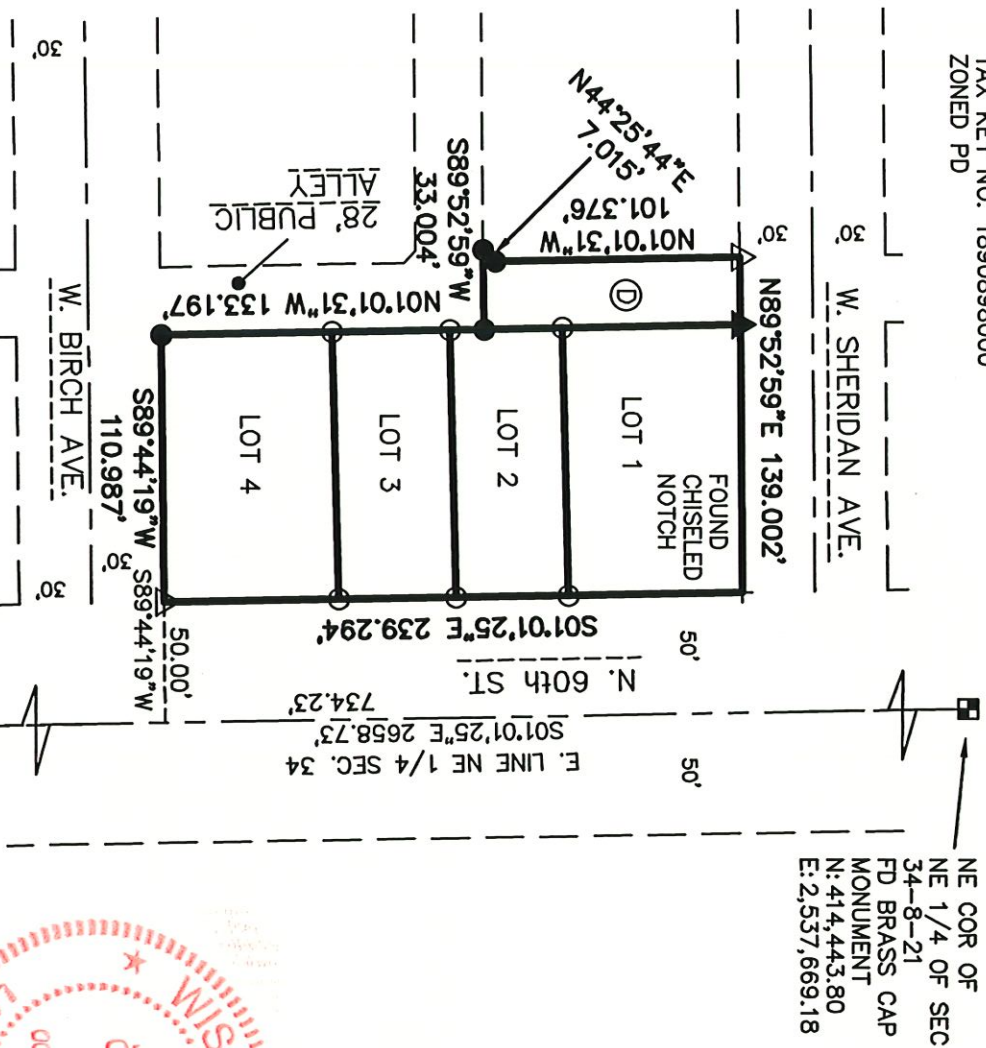 TAX KEY NO. 1890898000
ZONED PD
NE COR OF
NE 1/4 OF SEC
34-8-21
FD BRASS CAP
MONUMENT
N: 414,443.80
E: 2,537,669.18
30'
30'
W. SHERIDAN AVE.
N89°52'59"E 139.002'
N44°25'44"E
7.015'
N01°01'31"W
101.376'
D
S89°52'59"W
33.004'
28' PUBLIC
ALLEY
N01°01'31"W 133.197'
LOT 1
LOT 2
LOT 3
LOT 4
FOUND
CHISELED
NOTCH
S01°01'25"E 239.294'
N. 60th ST.
50'
50'
S89°44'19"W
110.987'
50.00'
S89°44'19"W
734.23'
S01°01'25"E 2658.73'
E. LINE NE 1/4 SEC. 34
W. BIRCH AVE.
30'
30'
30'
WIS